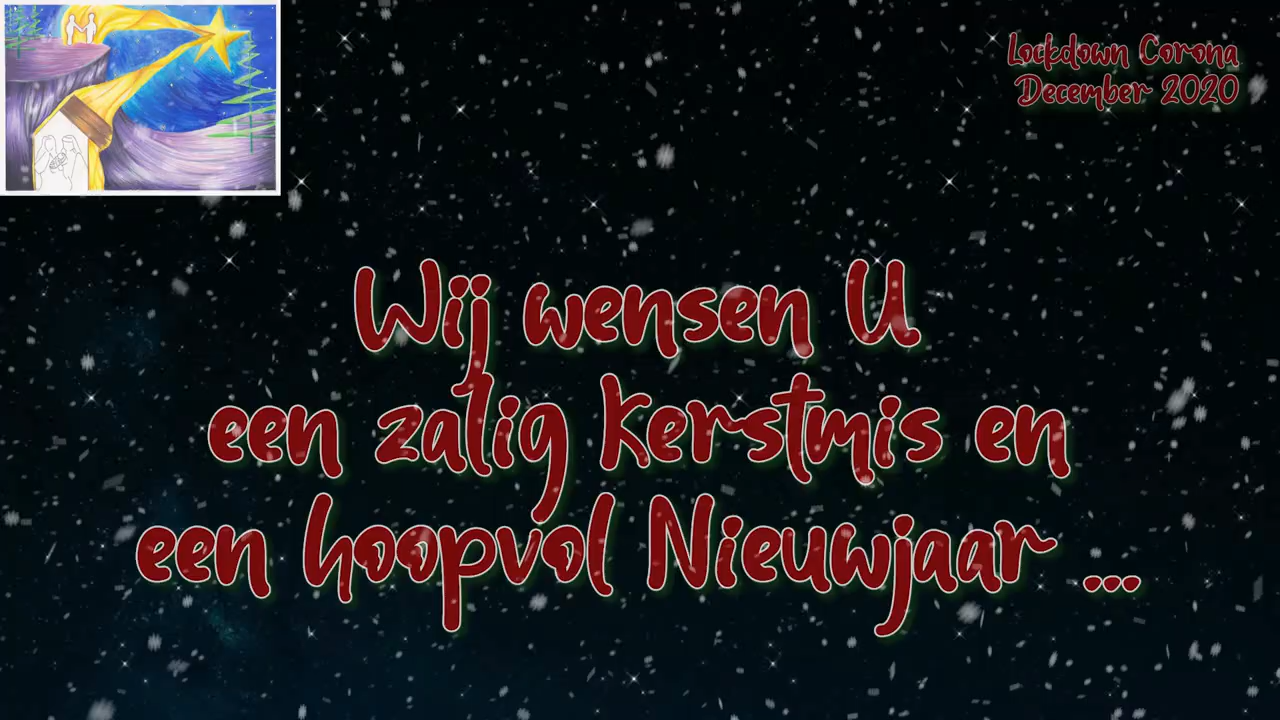 Lockdown Corona
December 2020
Wij wensen U
een zalig Kerstmis en
een hoopvol Nieuwjaar ...